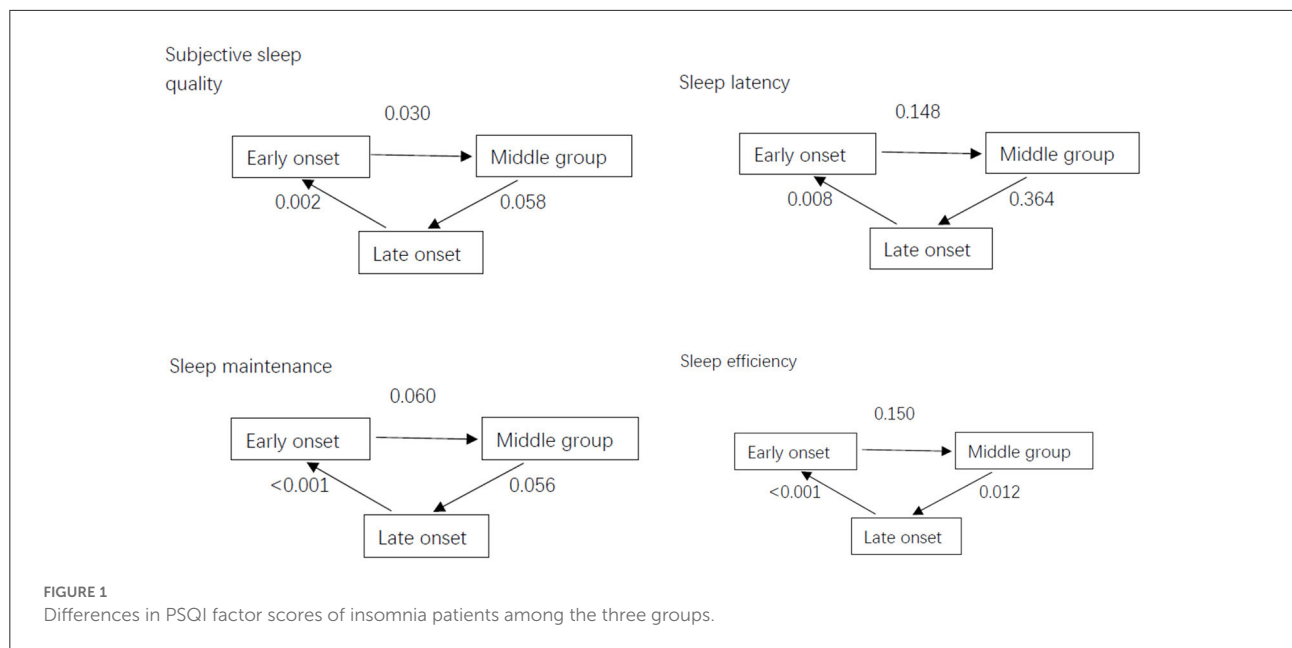 Subjective sleep
quality
0.030
Early onset
Middle group
0.002
0.058
Late onset
Sleep latency
0.148
Early onset
Middle group
0.008
0.364
Late onset
Sleep maintenance
0.060
Early onset
Middle group
<0.001
0.056
Late onset
Sleep efficiency
0.150
Early onset
Middle group
<0.001
0.012
Late onset
FIGURE 1
Differences in PSQI factor scores of insomnia patients among the three groups.